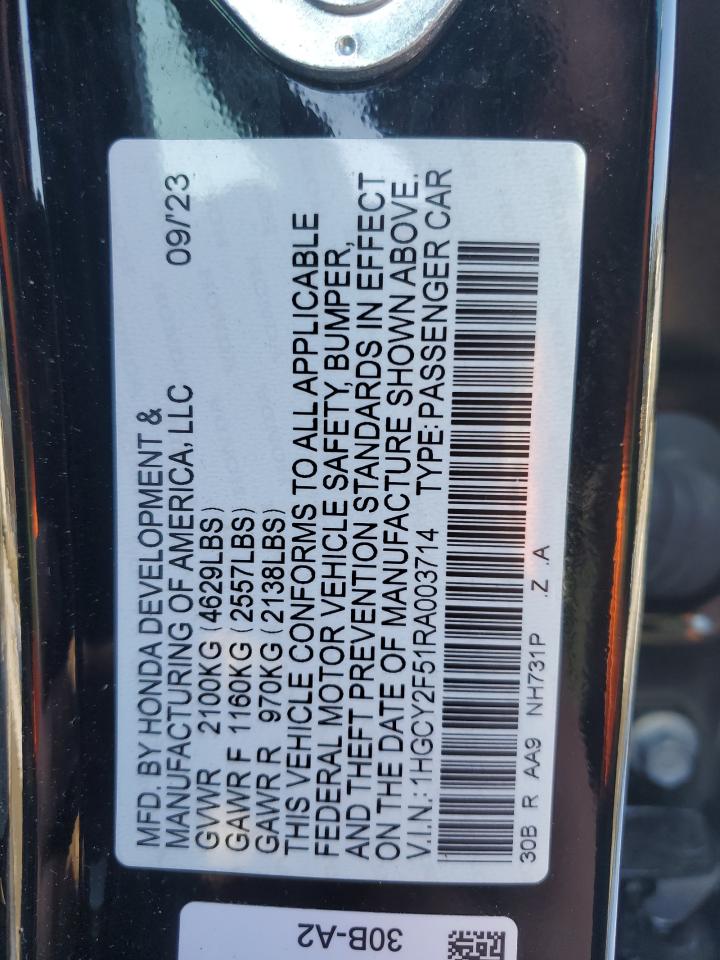 MFD. BY HONDA DEVELOPMENT & 09/'23
MANUFACTURING OF AMERICA, LLC
GVWR 2100KG (4629LBS)
GAWR F 1160KG (2557LBS)
GAWR R 970KG (2138LBS)
THIS VEHICLE CONFORMS TO ALL APPLICABLE
FEDERAL MOTOR VEHICLE SAFETY, BUMPER,
AND THEFT PREVENTION STANDARDS IN EFFECT
ON THE DATE OF MANUFACTURE SHOWN ABOVE.
V.I.N.: 1HGCY2F51RA003714 TYPE: PASSENGER CAR
30B R AA9 NH731P .Z .A
30B-A2